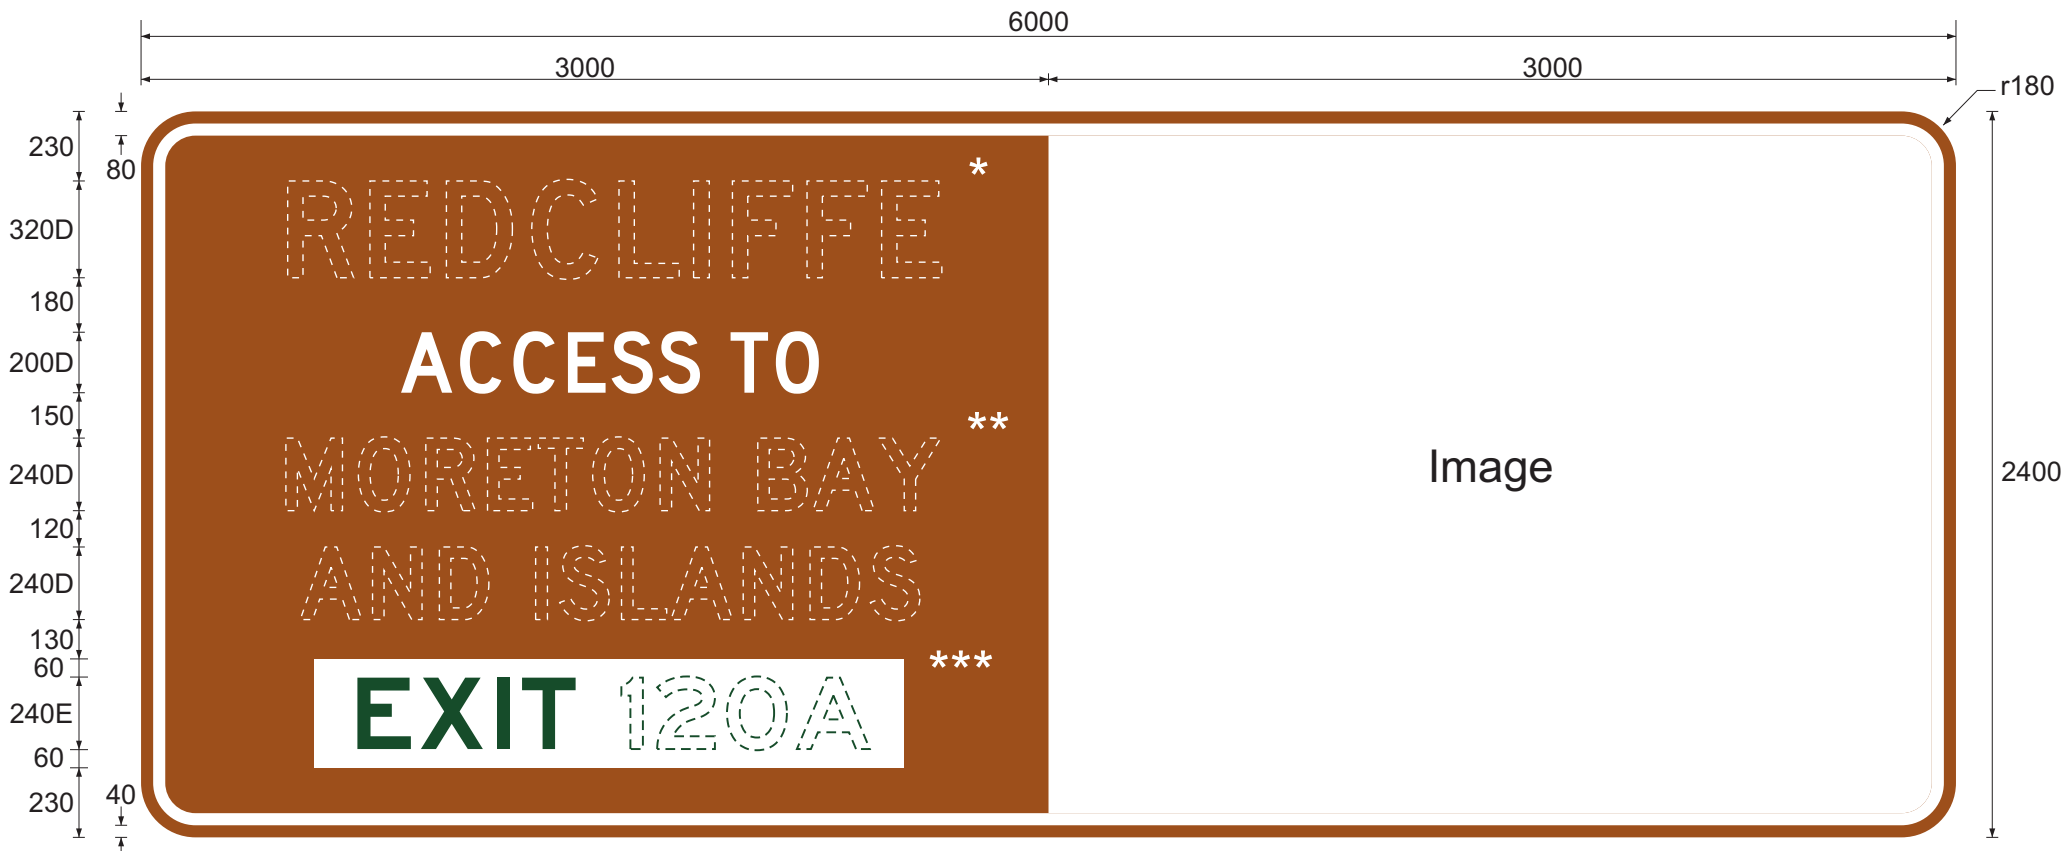 6000
3000 3000
r180
230
80
REDCLIFFE *
320D
180
ACCESS TO
200D
150
**
MORETON BAY
240D
Image
2400
120
AND ISLANDS
240D
130
***
60
EXIT 120A
240E
60
40
230